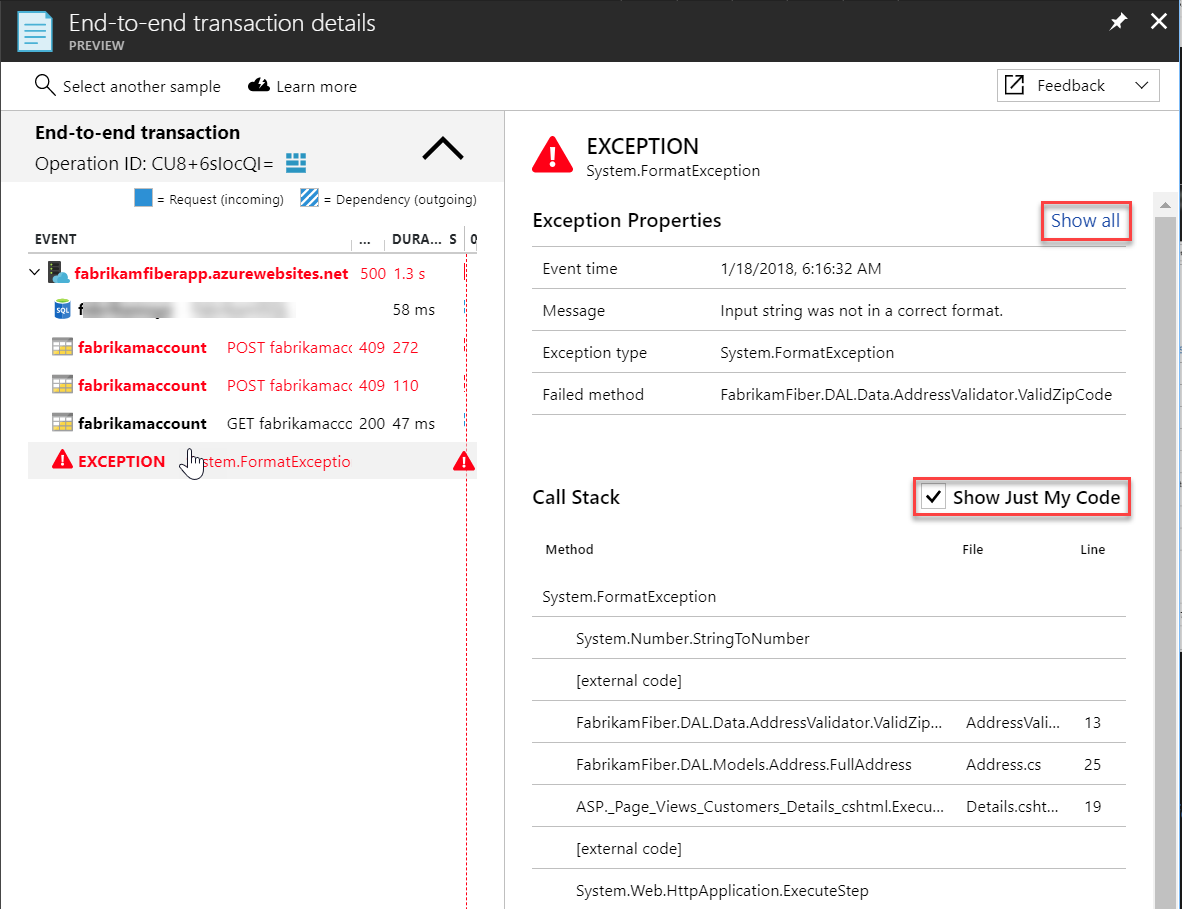 End-to-end transaction details
PREVIEW
Select another sample Learn more Feedback
End-to-end transaction
Operation ID: CU8+6sIocQI=
= Request (incoming) = Dependency (outgoing)
EVENT ... DURA... S 0
fabrikamfiberapp.azurewebsites.net 500 1.3 s
SQL 58 ms
fabrikamaccount POST fabrikamacc 409 272
fabrikamaccount POST fabrikamacc 409 110
fabrikamaccount GET fabrikamaccc 200 47 ms
EXCEPTION stem.FormatExceptio
EXCEPTION
System.FormatException
Exception Properties Show all
Event time 1/18/2018, 6:16:32 AM
Message Input string was not in a correct format.
Exception type System.FormatException
Failed method FabrikamFiber.DAL.Data.AddressValidator.ValidZipCode
Call Stack Show Just My Code
Method File Line
System.FormatException
System.Number.StringToNumber
[external code]
FabrikamFiber.DAL.Data.AddressValidator.ValidZip... AddressVali... 13
FabrikamFiber.DAL.Models.Address.FullAddress Address.cs 25
ASP._Page_Views_Customers_Details_cshtml.Execu... Details.csht... 19
[external code]
System.Web.HttpApplication.ExecuteStep